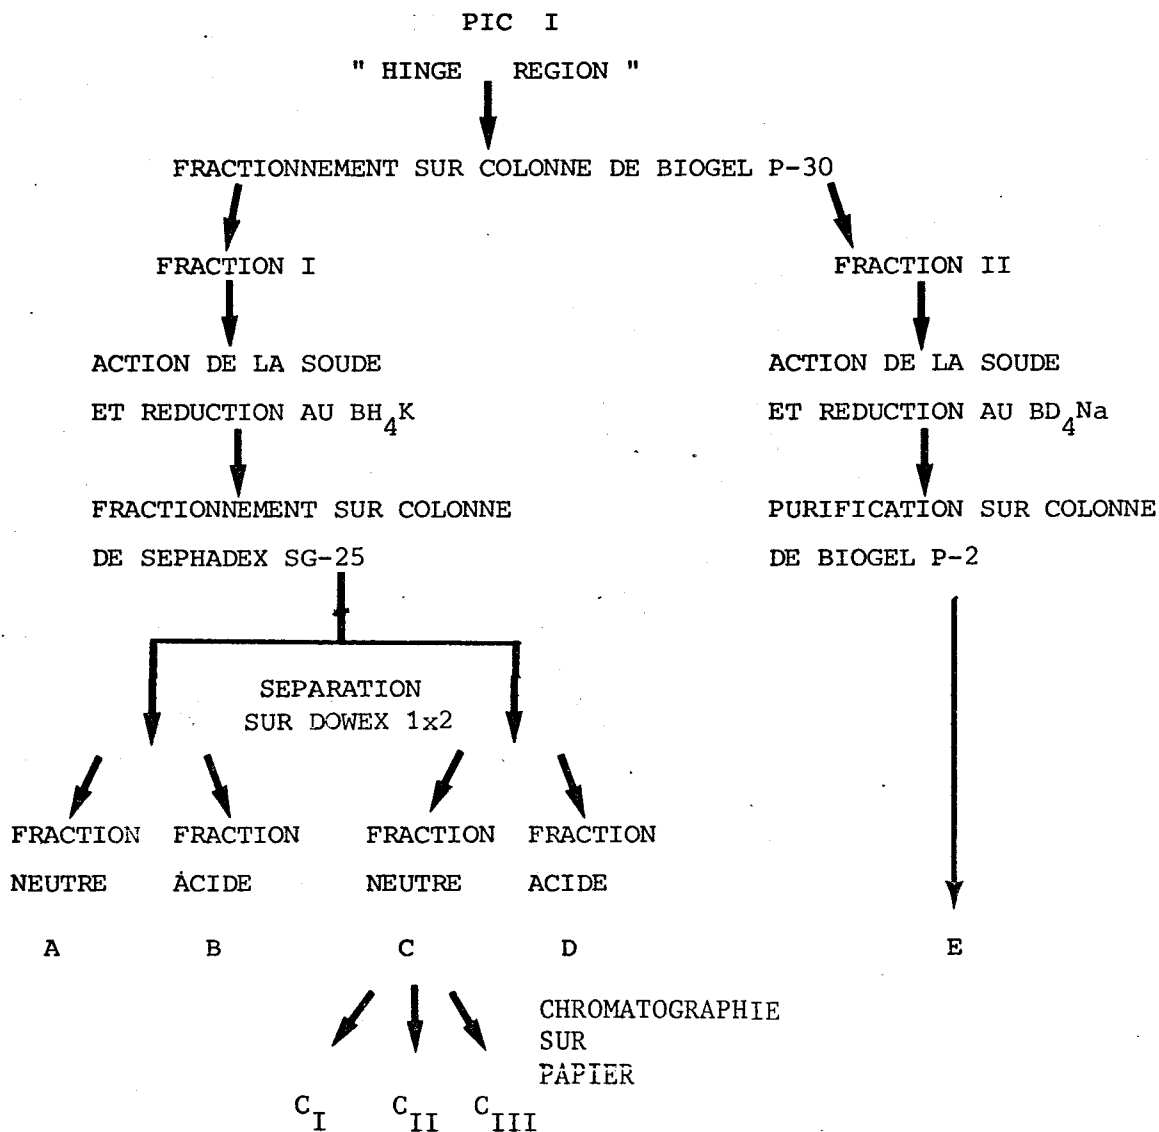 PIC I
" HINGE REGION "
FRACTIONNEMENT SUR COLONNE DE BIOGEL P-30
FRACTION I
ACTION DE LA SOUDE
ET REDUCTION AU BH4K
FRACTIONNEMENT SUR COLONNE
DE SEPHADEX SG-25
SEPARATION
SUR DOWEX 1x2
FRACTION NEUTRE
A
FRACTION ACIDE
B
FRACTION NEUTRE
C
FRACTION ACIDE
D
CHROMATOGRAPHIE
SUR
PAPIER
CI CII CIII
FRACTION II
ACTION DE LA SOUDE
ET REDUCTION AU BD4Na
PURIFICATION SUR COLONNE
DE BIOGEL P-2
E